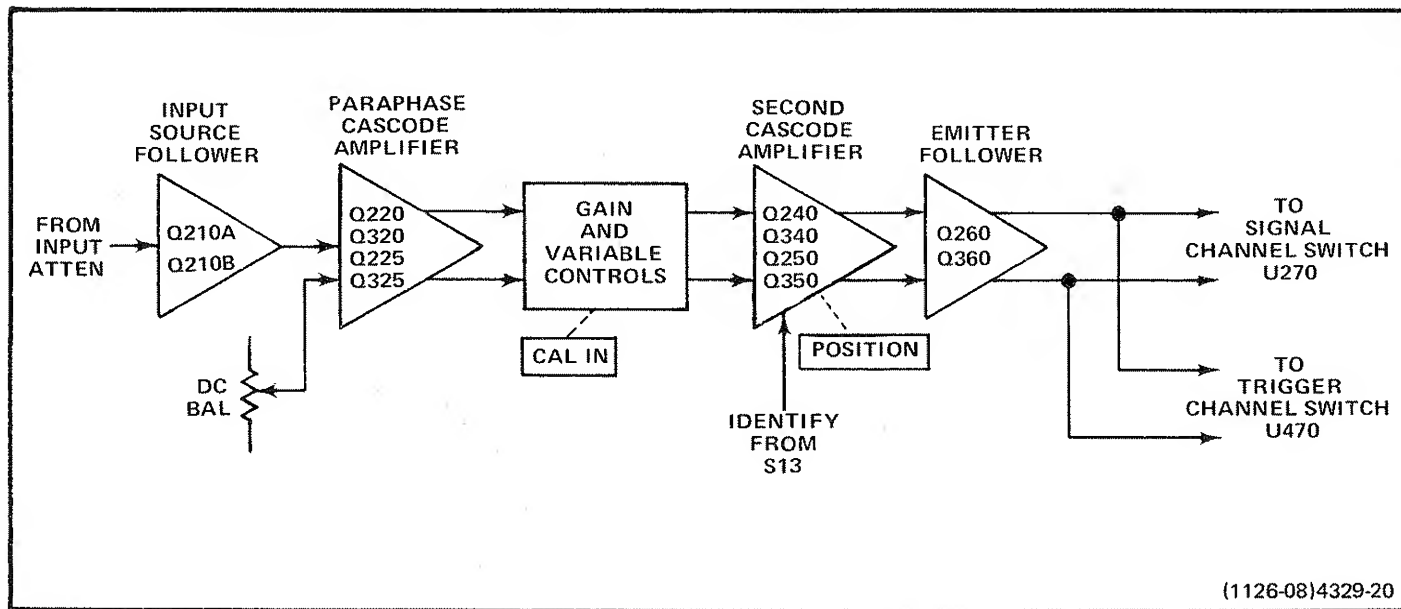 INPUT
SOURCE
FOLLOWER
PARAPHASE
CASCODE
AMPLIFIER
SECOND
CASCODE
AMPLIFIER
EMITTER
FOLLOWER
FROM
INPUT
ATTEN
Q210A
Q210B
Q220
Q320
Q225
Q325
GAIN
AND
VARIABLE
CONTROLS
Q240
Q340
Q250
Q350
Q260
Q360
TO
SIGNAL
CHANNEL SWITCH
U270
CAL IN
POSITION
DC
BAL
IDENTIFY
FROM
S13
TO
TRIGGER
CHANNEL SWITCH
U470
(1126-08)4329-20